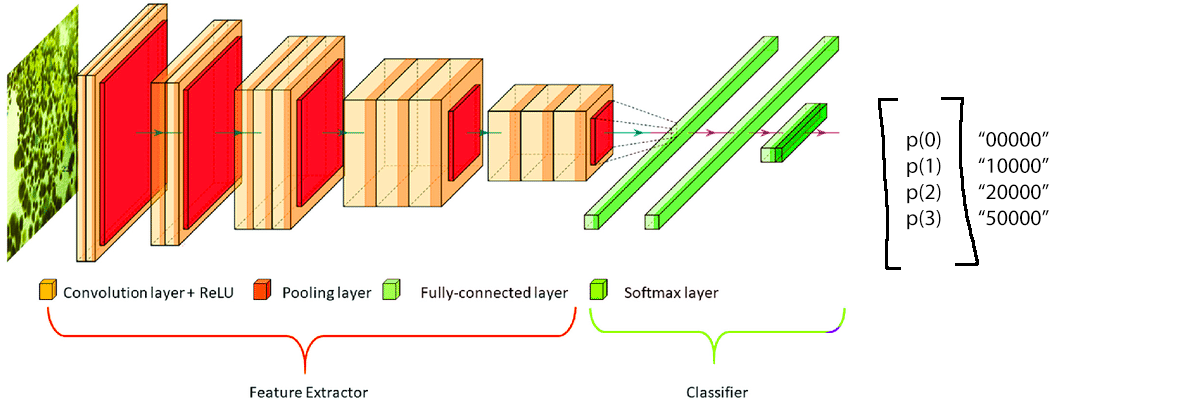 p(0) "00000"
p(1) "10000"
p(2) "20000"
p(3) "50000"
Convolution layer + ReLU Pooling layer Fully-connected layer Softmax layer
Feature Extractor Classifier